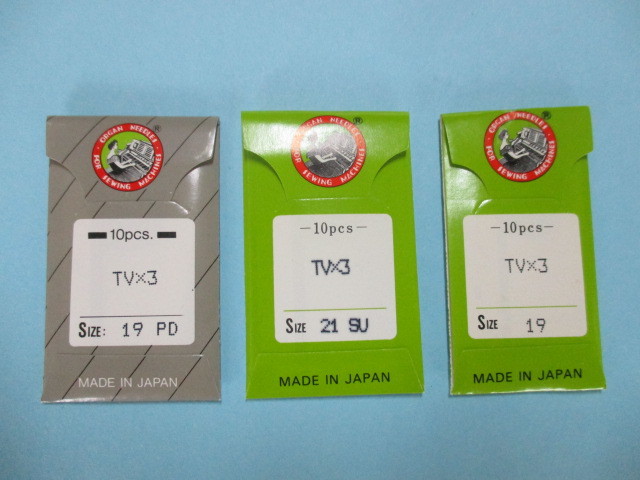 ORGAN NEEDLES
FOR SEWING MACHINES
®
10pcs.
TV×3
SIZE: 19 PD
MADE IN JAPAN
ORGAN NEEDLES
FOR SEWING MACHINES
®
-10pcs-
TV×3
SIZE 21 SU
MADE IN JAPAN
ORGAN NEEDLES
FOR SEWING MACHINES
®
-10pcs-
TV×3
SIZE 19
MADE IN JAPAN